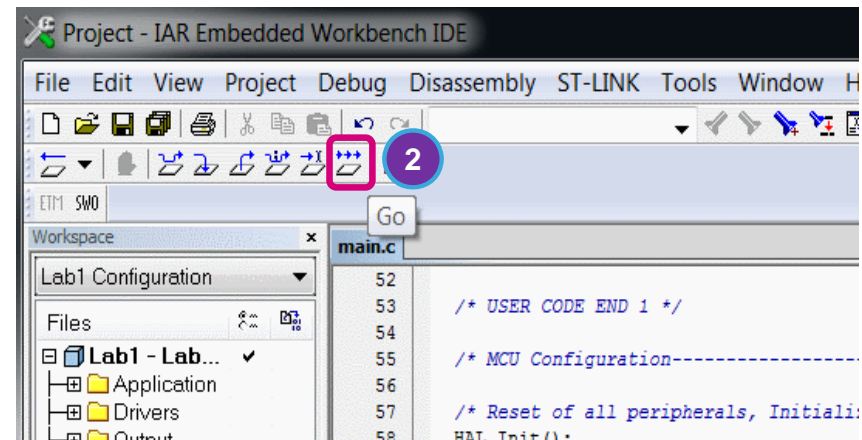 Project - IAR Embedded Workbench IDE
File Edit View Project Debug Disassembly ST-LINK Tools Window H
2
ETM SWO
Go
Workspace x
main.c
Lab1 Configuration
Files
Lab1 - Lab...
Application
Drivers
Output
52
53 /* USER CODE END 1 */
54
55 /* MCU Configuration------------------
56
57 /* Reset of all peripherals, Initiali
58 HAL_Init();